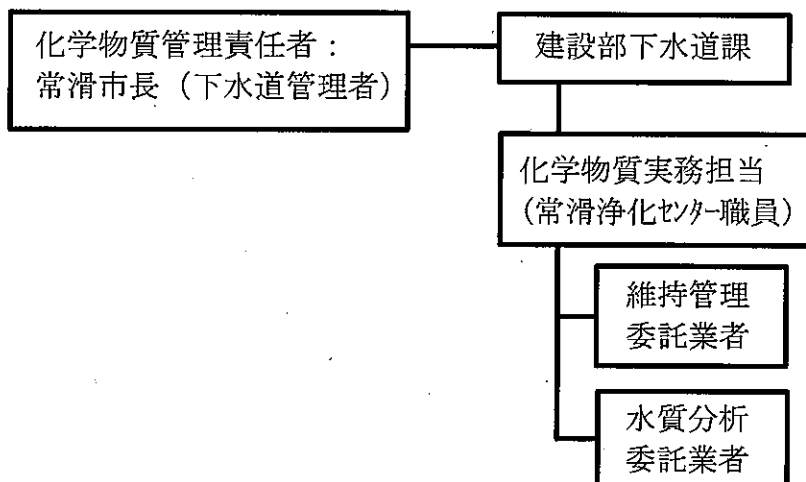 化学物質管理責任者：
常滑市長（下水道管理者）
建設部下水道課
化学物質実務担当
（常滑浄化ｾﾝﾀｰ職員）
維持管理
委託業者
水質分析
委託業者